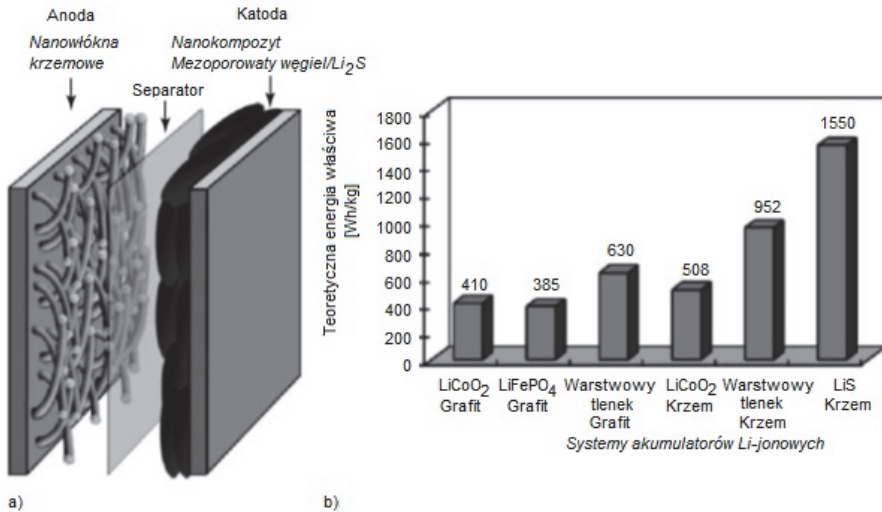 Anoda
Nanowłókna
krzemowe
Katoda
Nanokompozyt
Mezoporowaty węgiel/Li₂S
Separator
a)
Teoretyczna energia właściwa
[Wh/kg]
1800
1600
1400
1200
1000
800
600
400
200
0
410
385
630
508
952
1550
LiCoO₂
Grafit
LiFePO₄
Grafit
Warstwowy
tlenek
Grafit
LiCoO₂
Krzem
Warstwowy
tlenek
Krzem
LiS
Krzem
Systemy akumulatorów Li-jonowych
b)